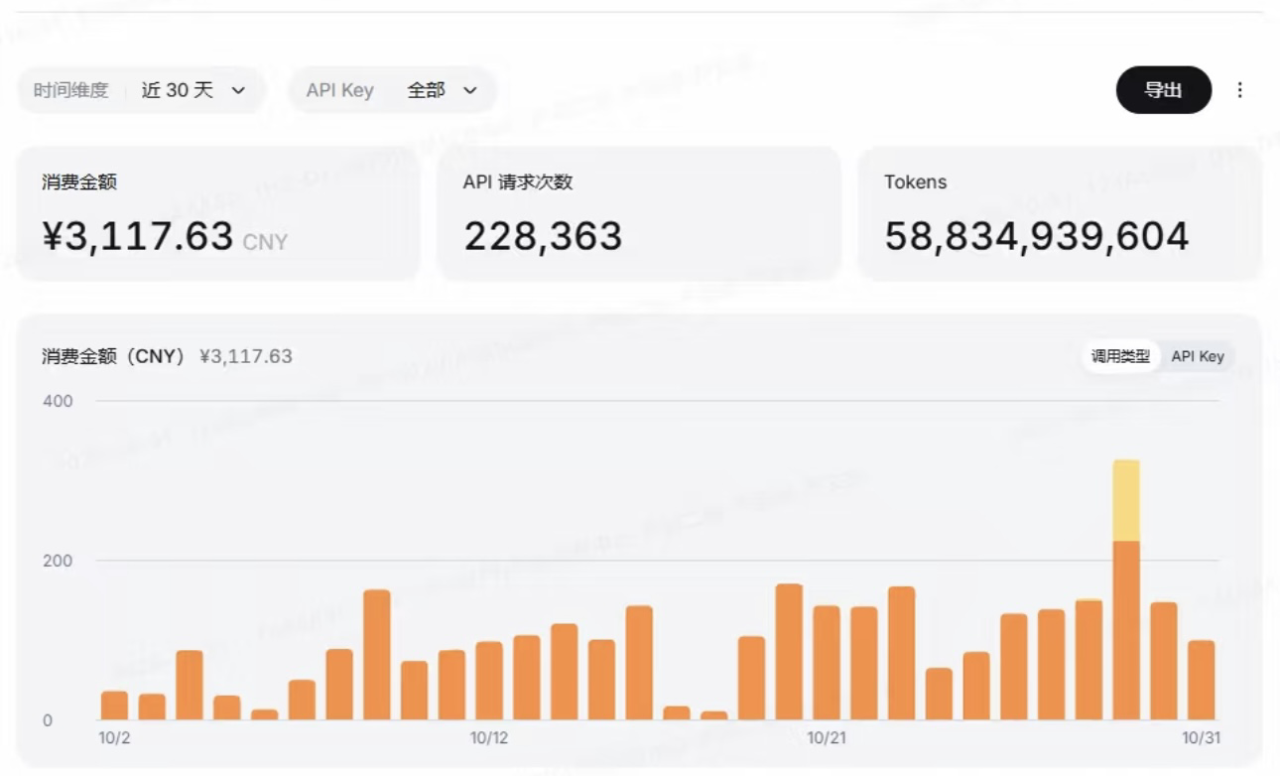 时间维度 近 30 天 API Key 全部 导出
消费金额 API 请求次数 Tokens
¥3,117.63 CNY 228,363 58,834,939,604
消费金额（CNY） ¥3,117.63 调用类型 API Key
400
200
0
10/2 10/12 10/21 10/31